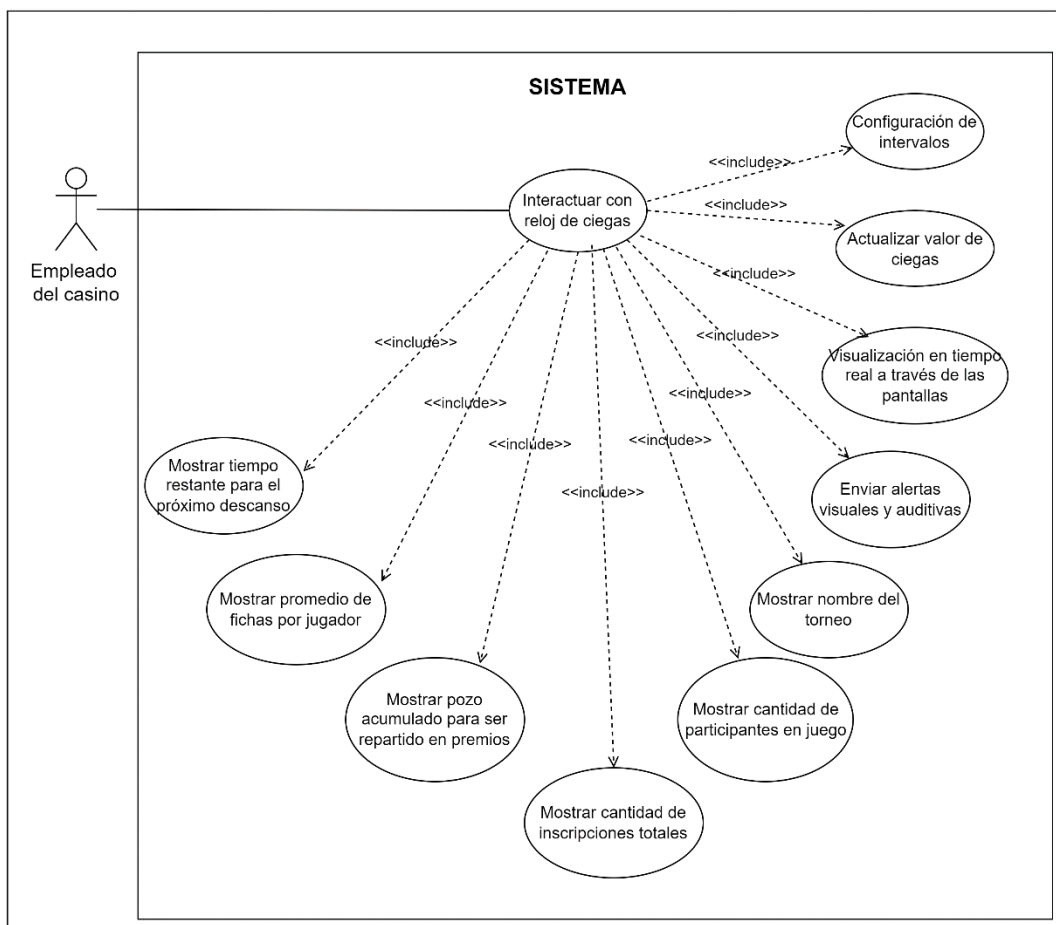 SISTEMA
Configuración de
intervalos
<<include>>
Interactuar con
reloj de ciegas
<<include>>
Actualizar valor de
ciegas
Empleado
del casino
<<include>>
Visualización en tiempo
real a través de las
pantallas
<<include>>
<<include>>
<<include>>
<<include>>
<<include>>
<<include>>
<<include>>
Mostrar tiempo
restante para el
próximo descanso
Enviar alertas
visuales y auditivas
Mostrar promedio de
fichas por jugador
Mostrar nombre del
torneo
Mostrar pozo
acumulado para ser
repartido en premios
Mostrar cantidad de
participantes en juego
Mostrar cantidad de
inscripciones totales